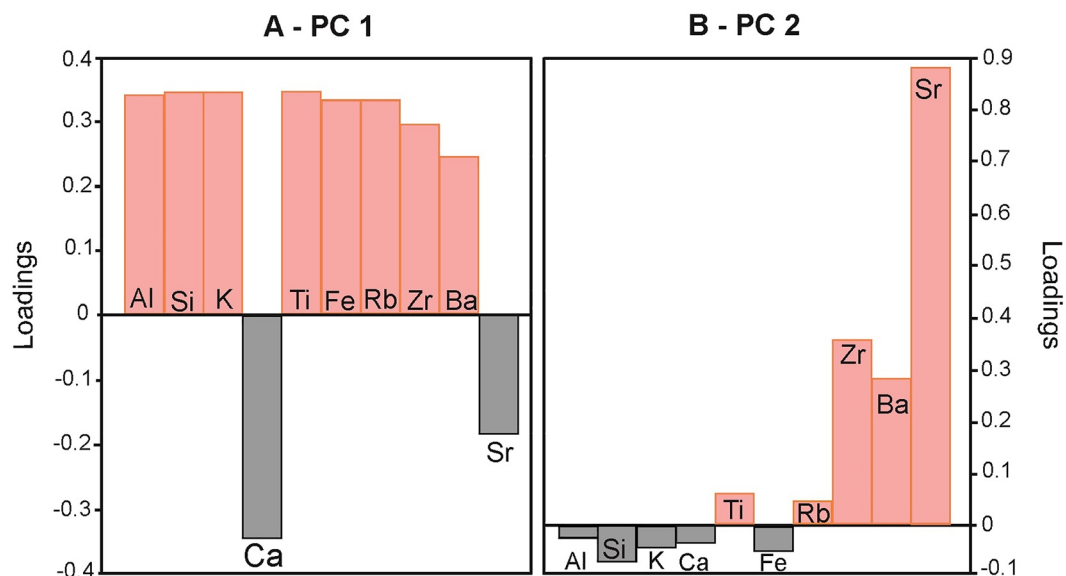 A - PC 1
0.4
0.3
0.2
0.1
0
-0.1
-0.2
-0.3
-0.4
Loadings
Al Si K Ti Fe Rb Zr Ba
Ca
Sr
B - PC 2
0.9
0.8
0.7
0.6
0.5
0.4
0.3
0.2
0.1
0
-0.1
Loadings
Sr
Zr
Ba
Ti
Rb
Al Si K Ca Fe